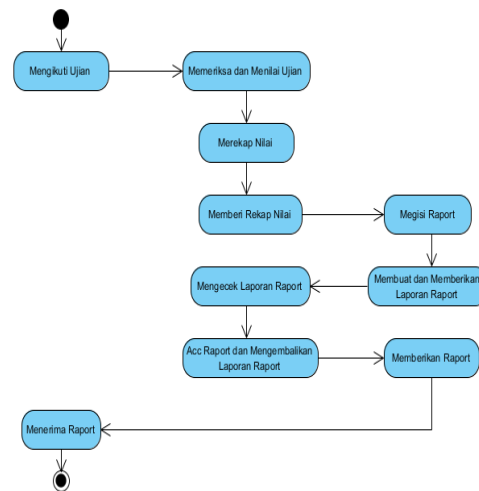 Mengikuti Ujian
Memeriksa dan Menilai Ujian
Merekap Nilai
Memberi Rekap Nilai
Megisi Raport
Membuat dan Memberikan
Laporan Raport
Mengecek Laporan Raport
Acc Raport dan Mengembalikan
Laporan Raport
Memberikan Raport
Menerima Raport